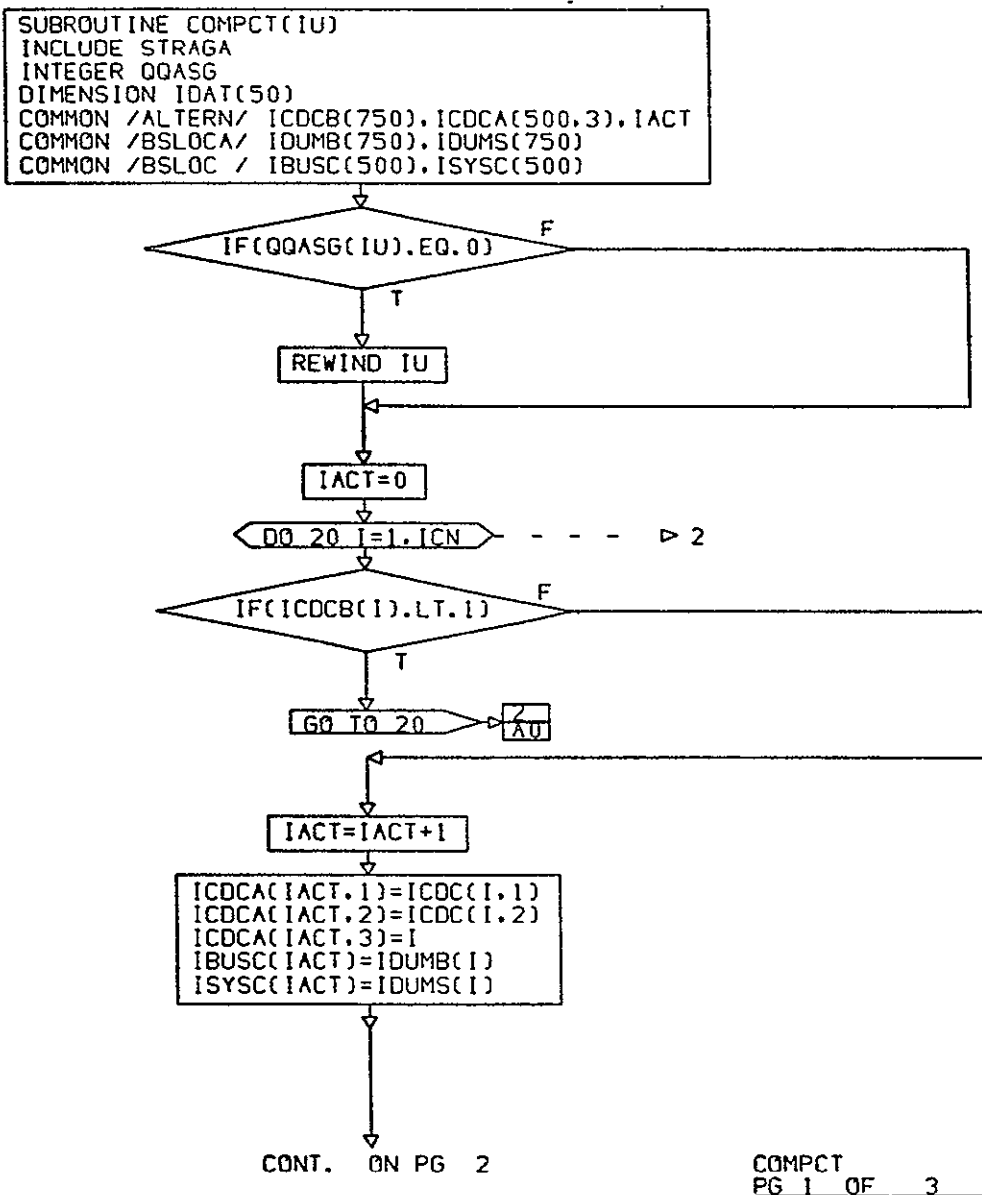 SUBROUTINE COMPCT(IU)
INCLUDE STRAGA
INTEGER QQASG
DIMENSION IDAT(50)
COMMON /ALTERN/ ICDCB(750),ICDCA(500,3),IACT
COMMON /BSLOCA/ IDUMB(750),IDUMS(750)
COMMON /BSLOC / IBUSC(500),ISYSC(500)
IF(QQASG(IU).EQ.0)
F
T
REWIND IU
IACT=0
DO 20 I=1,ICN
2
IF(ICDCB(I).LT.1)
F
T
GO TO 20
2
AU
IACT=IACT+1
ICDCA(IACT,1)=ICDC(I,1)
ICDCA(IACT,2)=ICDC(I,2)
ICDCA(IACT,3)=I
IBUSC(IACT)=IDUMB(I)
ISYSC(IACT)=IDUMS(I)
CONT. ON PG 2
COMPCT
PG 1 OF 3